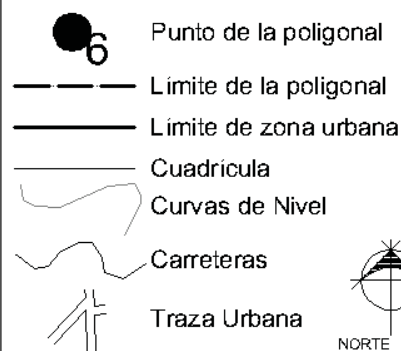 6
Punto de la poligonal
Límite de la poligonal
Límite de zona urbana
Cuadrícula
Curvas de Nivel
Carreteras
Traza Urbana
NORTE